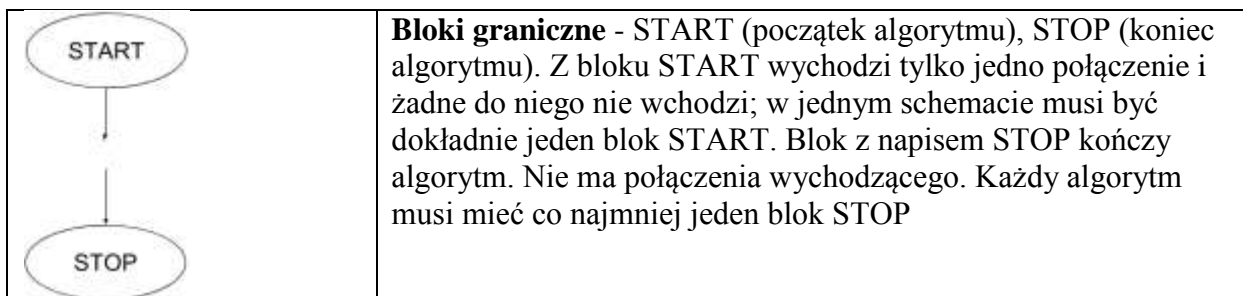 START
STOP
Bloki graniczne - START (początek algorytmu), STOP (koniec
algorytmu). Z bloku START wychodzi tylko jedno połączenie i
żadne do niego nie wchodzi; w jednym schemacie musi być
dokładnie jeden blok START. Blok z napisem STOP kończy
algorytm. Nie ma połączenia wychodzącego. Każdy algorytm
musi mieć co najmniej jeden blok STOP